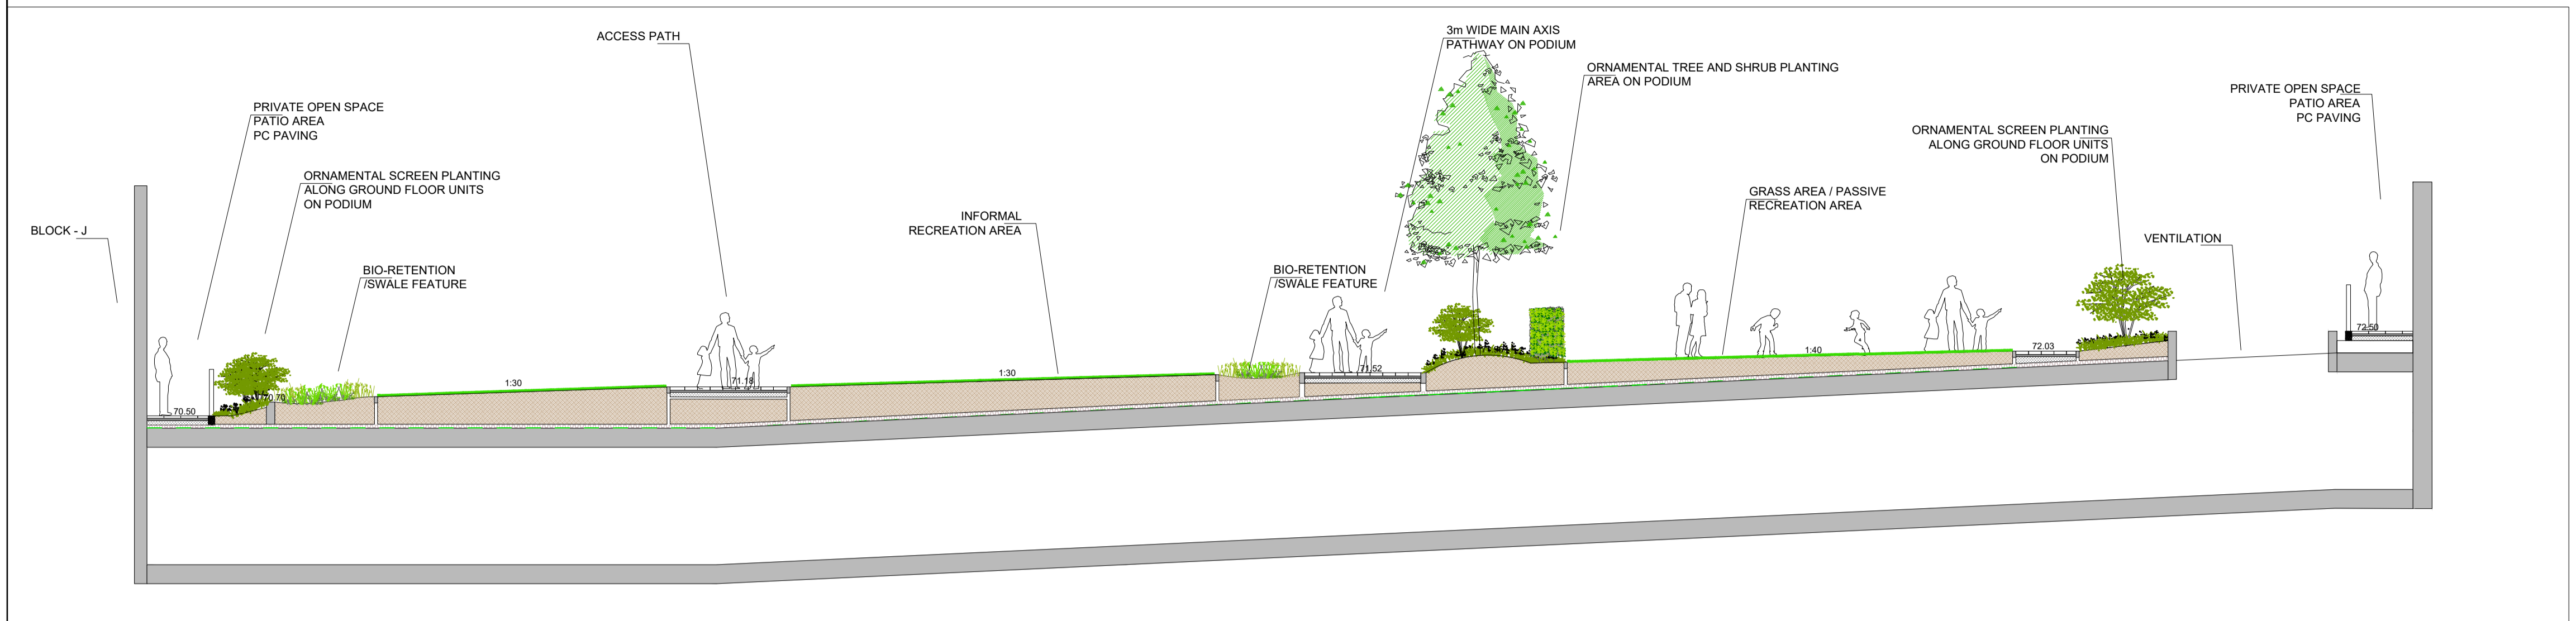 ACCESS PATH
3m WIDE MAIN AXIS
PATHWAY ON PODIUM
ORNAMENTAL TREE AND SHRUB PLANTING
AREA ON PODIUM
PRIVATE OPEN SPACE
PATIO AREA
PC PAVING
PRIVATE OPEN SPACE
PATIO AREA
PC PAVING
ORNAMENTAL SCREEN PLANTING
ALONG GROUND FLOOR UNITS
ON PODIUM
ORNAMENTAL SCREEN PLANTING
ALONG GROUND FLOOR UNITS
ON PODIUM
GRASS AREA / PASSIVE
RECREATION AREA
INFORMAL
RECREATION AREA
BLOCK - J
VENTILATION
BIO-RETENTION
/SWALE FEATURE
BIO-RETENTION
/SWALE FEATURE
72.50
72.03
1:40
71.52
1:30
71.18
1:30
70.70
70.50